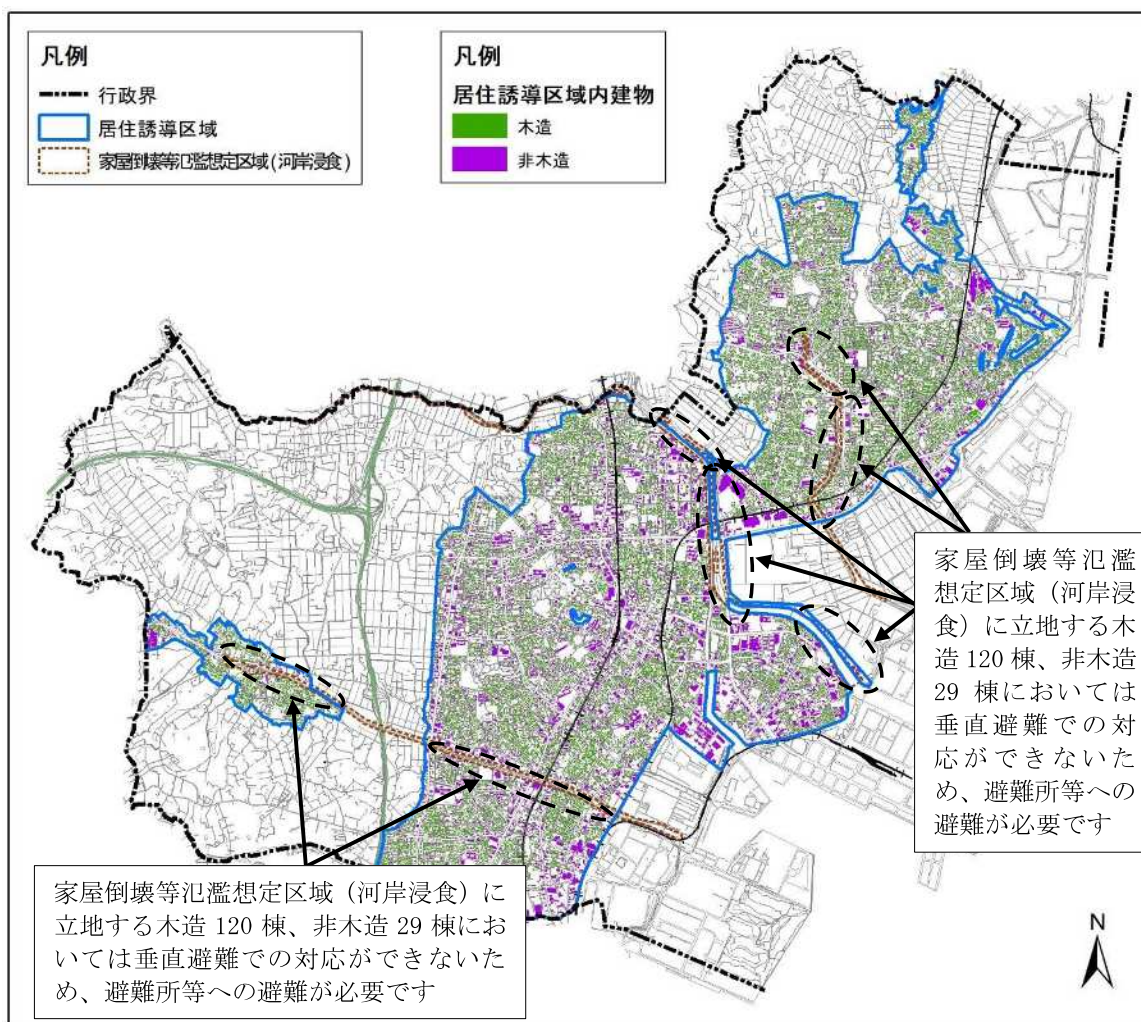 凡例
行政界
居住誘導区域
家屋倒壊等氾濫想定区域(河岸浸食)
凡例
居住誘導区域内建物
木造
非木造
家屋倒壊等氾濫
想定区域（河岸浸
食）に立地する木
造 120 棟、非木造
29 棟においては
垂直避難での対
応ができないた
め、避難所等への
避難が必要です
家屋倒壊等氾濫想定区域（河岸浸食）に
立地する木造 120 棟、非木造 29 棟にお
いては垂直避難での対応ができないた
め、避難所等への避難が必要です
N